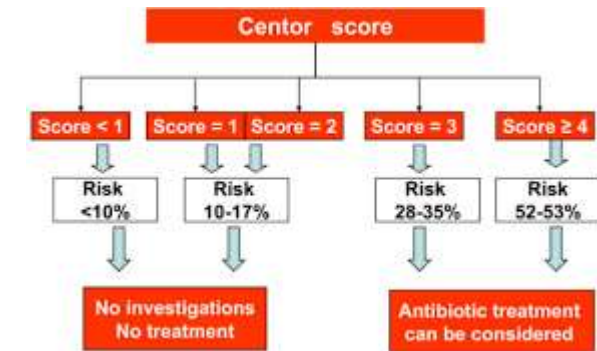 Centor score
Score < 1
Score = 1
Score = 2
Score = 3
Score ≥ 4
Risk
<10%
Risk
10-17%
Risk
28-35%
Risk
52-53%
No investigations
No treatment
Antibiotic treatment
can be considered